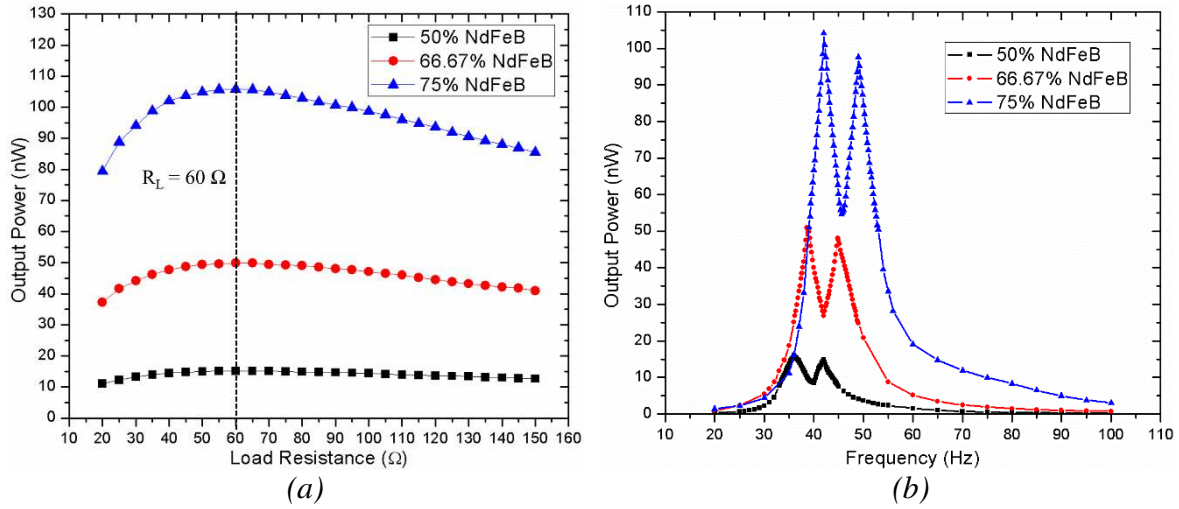 130
120
110
100
90
80
70
60
50
40
30
20
10
0
Output Power (nW)
50% NdFeB
66.67% NdFeB
75% NdFeB
R_L = 60 Ω
10 20 30 40 50 60 70 80 90 100 110 120 130 140 150 160
Load Resistance (Ω)
(a)
110
100
90
80
70
60
50
40
30
20
10
0
Output Power (nW)
50% NdFeB
66.67% NdFeB
75% NdFeB
10 20 30 40 50 60 70 80 90 100 110
Frequency (Hz)
(b)